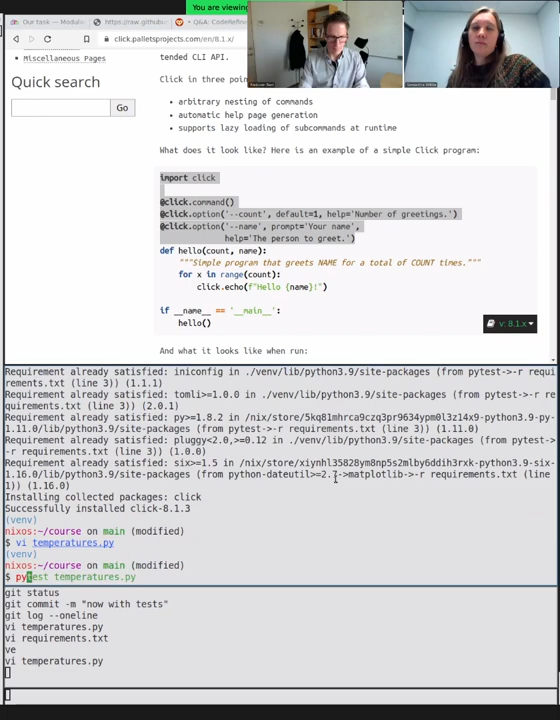 You are viewing
Our task — Modula
https://raw.github
Q&A: CodeRefine
click.palletsprojects.com/en/8.1.x/
Miscellaneous Pages
Quick search
Go
tended CLI API.
Click in three poin
arbitrary nesting of commands
automatic help page generation
supports lazy loading of subcommands at runtime
What does it look like? Here is an example of a simple Click program:
import click
@click.command()
@click.option('--count', default=1, help='Number of greetings.')
@click.option('--name', prompt='Your name',
help='The person to greet.')
def hello(count, name):
"""Simple program that greets NAME for a total of COUNT times."""
for x in range(count):
click.echo(f"Hello {name}!")
if __name__ == '__main__':
hello()
v: 8.1.x
And what it looks like when run:
Requirement already satisfied: iniconfig in ./venv/lib/python3.9/site-packages (from pytest->-r requi
rements.txt (line 3)) (1.1.1)
Requirement already satisfied: tomli>=1.0.0 in ./venv/lib/python3.9/site-packages (from pytest->-r re
quirements.txt (line 3)) (2.0.1)
Requirement already satisfied: py>=1.8.2 in /nix/store/5kq81mhrca9czq3pr9634ypm0l3z14x9-python3.9-py-
1.11.0/lib/python3.9/site-packages (from pytest->-r requirements.txt (line 3)) (1.11.0)
Requirement already satisfied: pluggy<2.0,>=0.12 in ./venv/lib/python3.9/site-packages (from pytest->
-r requirements.txt (line 3)) (1.0.0)
Requirement already satisfied: six>=1.5 in /nix/store/xiynhl35828ym8np5s2mlby6ddih3rxk-python3.9-six-
1.16.0/lib/python3.9/site-packages (from python-dateutil>=2.7->matplotlib->-r requirements.txt (line
1)) (1.16.0)
Installing collected packages: click
Successfully installed click-8.1.3
(venv)
nixos:~/course on main (modified)
$ vi temperatures.py
(venv)
nixos:~/course on main (modified)
$ pytest temperatures.py
git status
git commit -m "now with tests"
git log --oneline
vi temperatures.py
vi requirements.txt
ve
vi temperatures.py